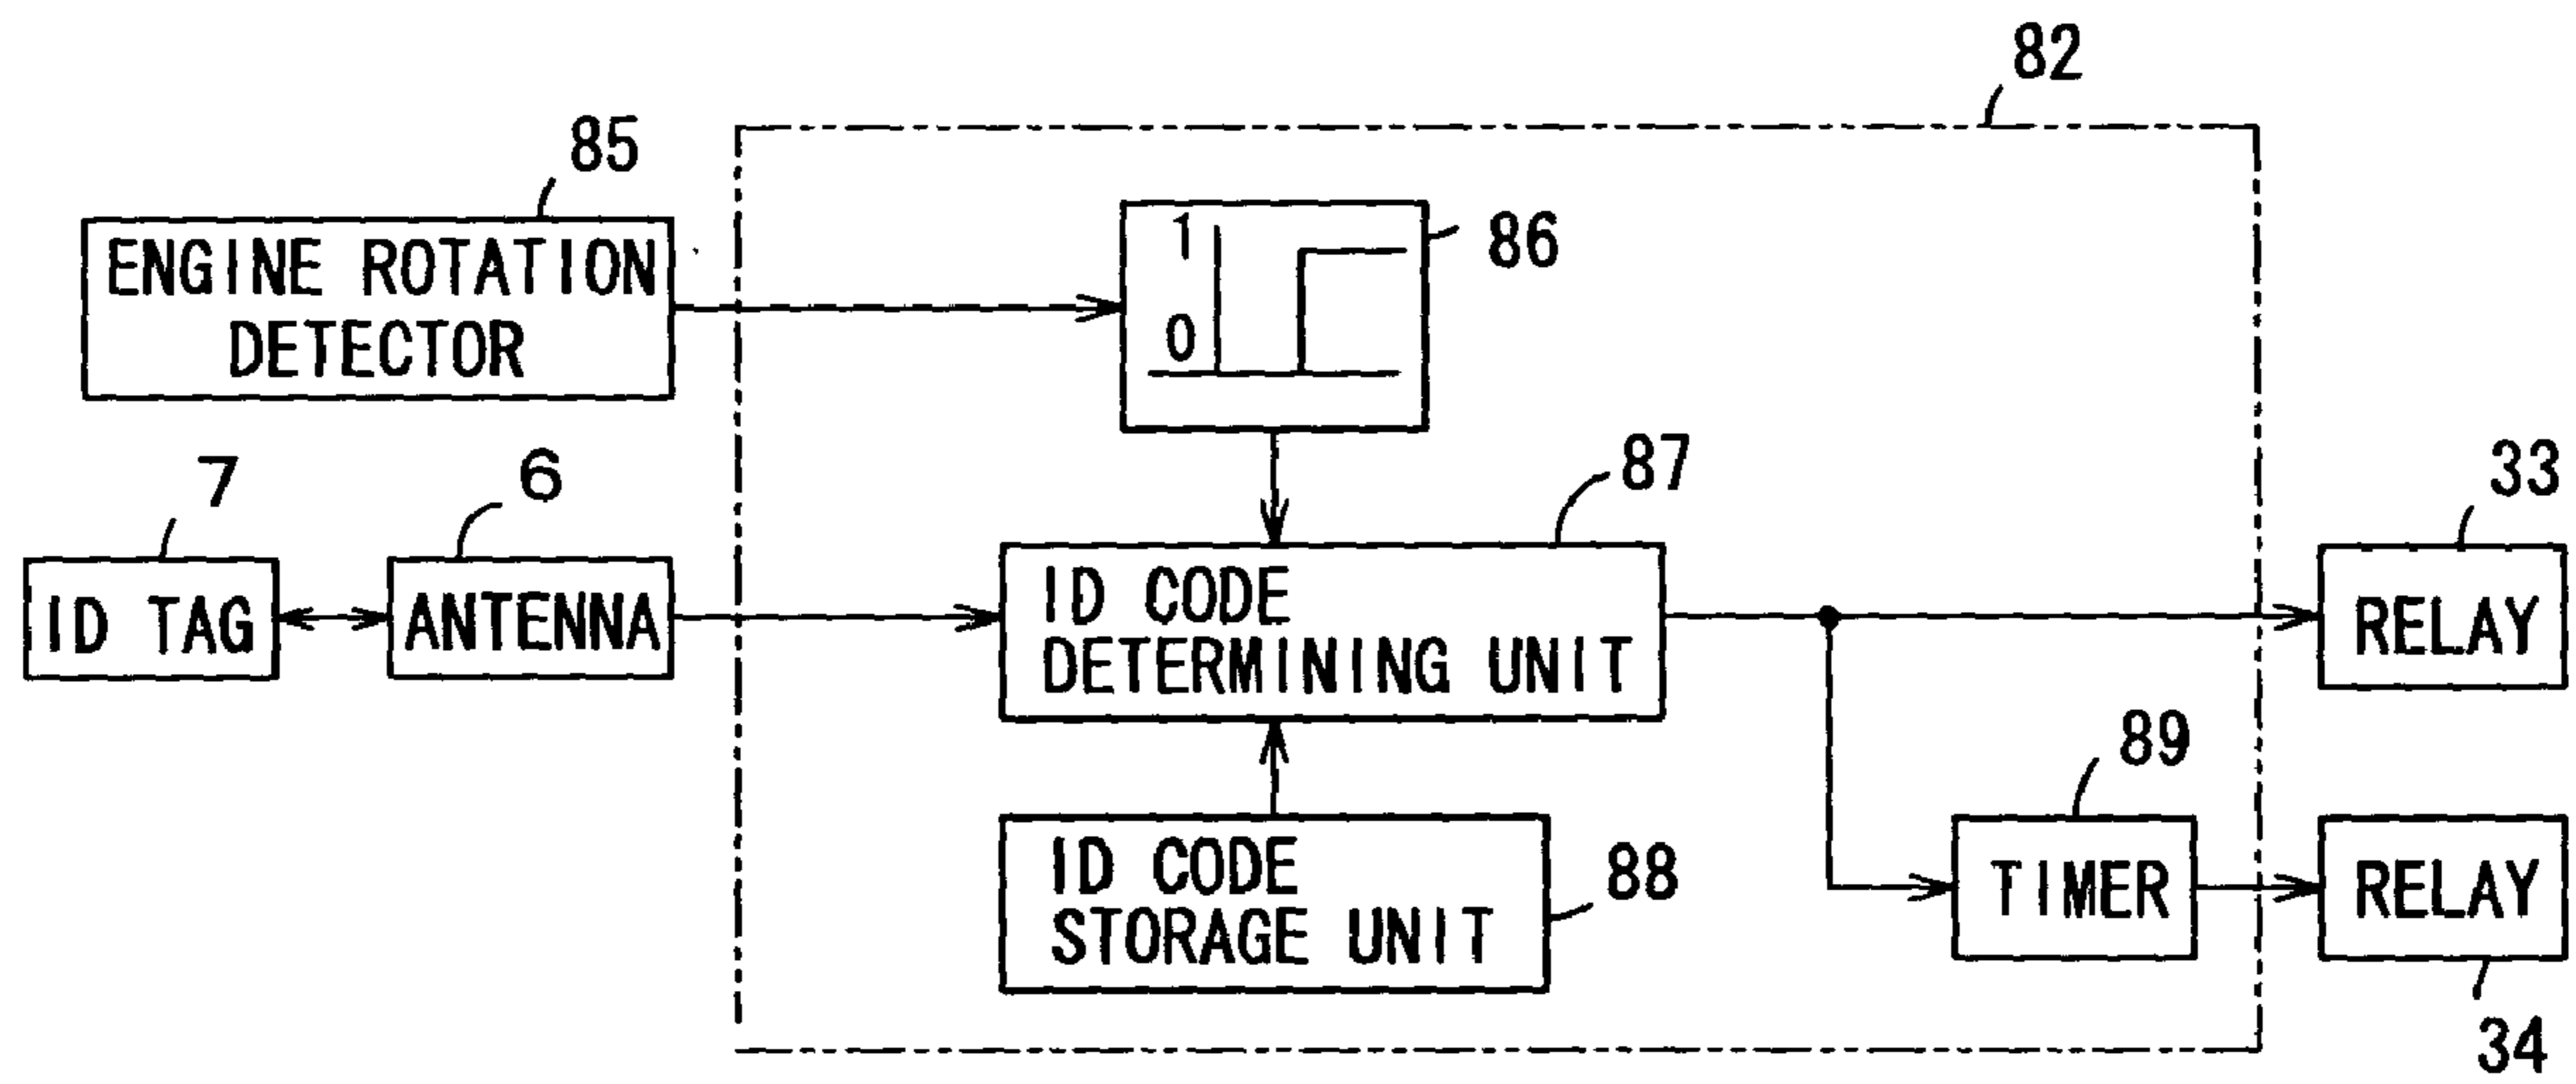 82
85
ENGINE ROTATION
DETECTOR
1
0
86
7
6
87
33
ID TAG
ANTENNA
ID CODE
DETERMINING UNIT
RELAY
89
ID CODE
STORAGE UNIT
88
TIMER
RELAY
34